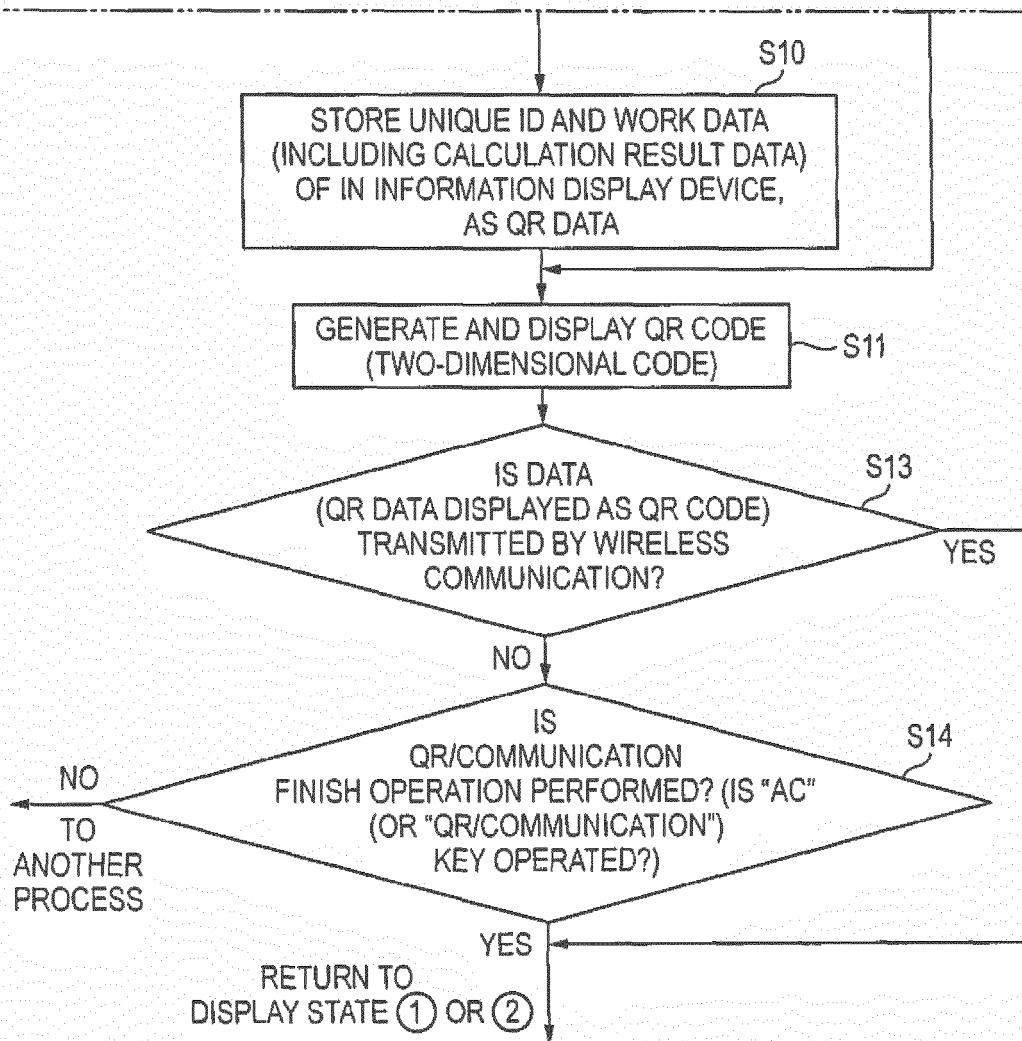 S10
STORE UNIQUE ID AND WORK DATA
(INCLUDING CALCULATION RESULT DATA)
OF IN INFORMATION DISPLAY DEVICE,
AS QR DATA
GENERATE AND DISPLAY QR CODE
(TWO-DIMENSIONAL CODE)
S11
IS DATA
(QR DATA DISPLAYED AS QR CODE)
TRANSMITTED BY WIRELESS
COMMUNICATION?
S13
YES
NO
IS
QR/COMMUNICATION
FINISH OPERATION PERFORMED? (IS "AC"
(OR "QR/COMMUNICATION")
KEY OPERATED?)
S14
NO
TO
ANOTHER
PROCESS
YES
RETURN TO
DISPLAY STATE ① OR ②